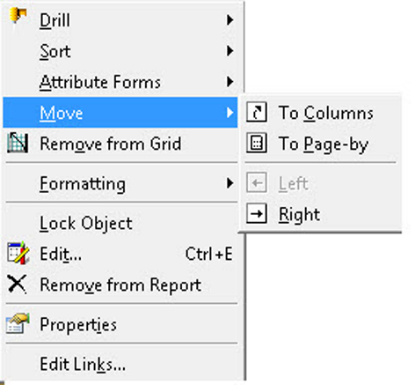 Drill
Sort
Attribute Forms
Move
To Columns
To Page-by
Remove from Grid
Left
Formatting
Right
Lock Object
Edit... Ctrl+E
Remove from Report
Properties
Edit Links...